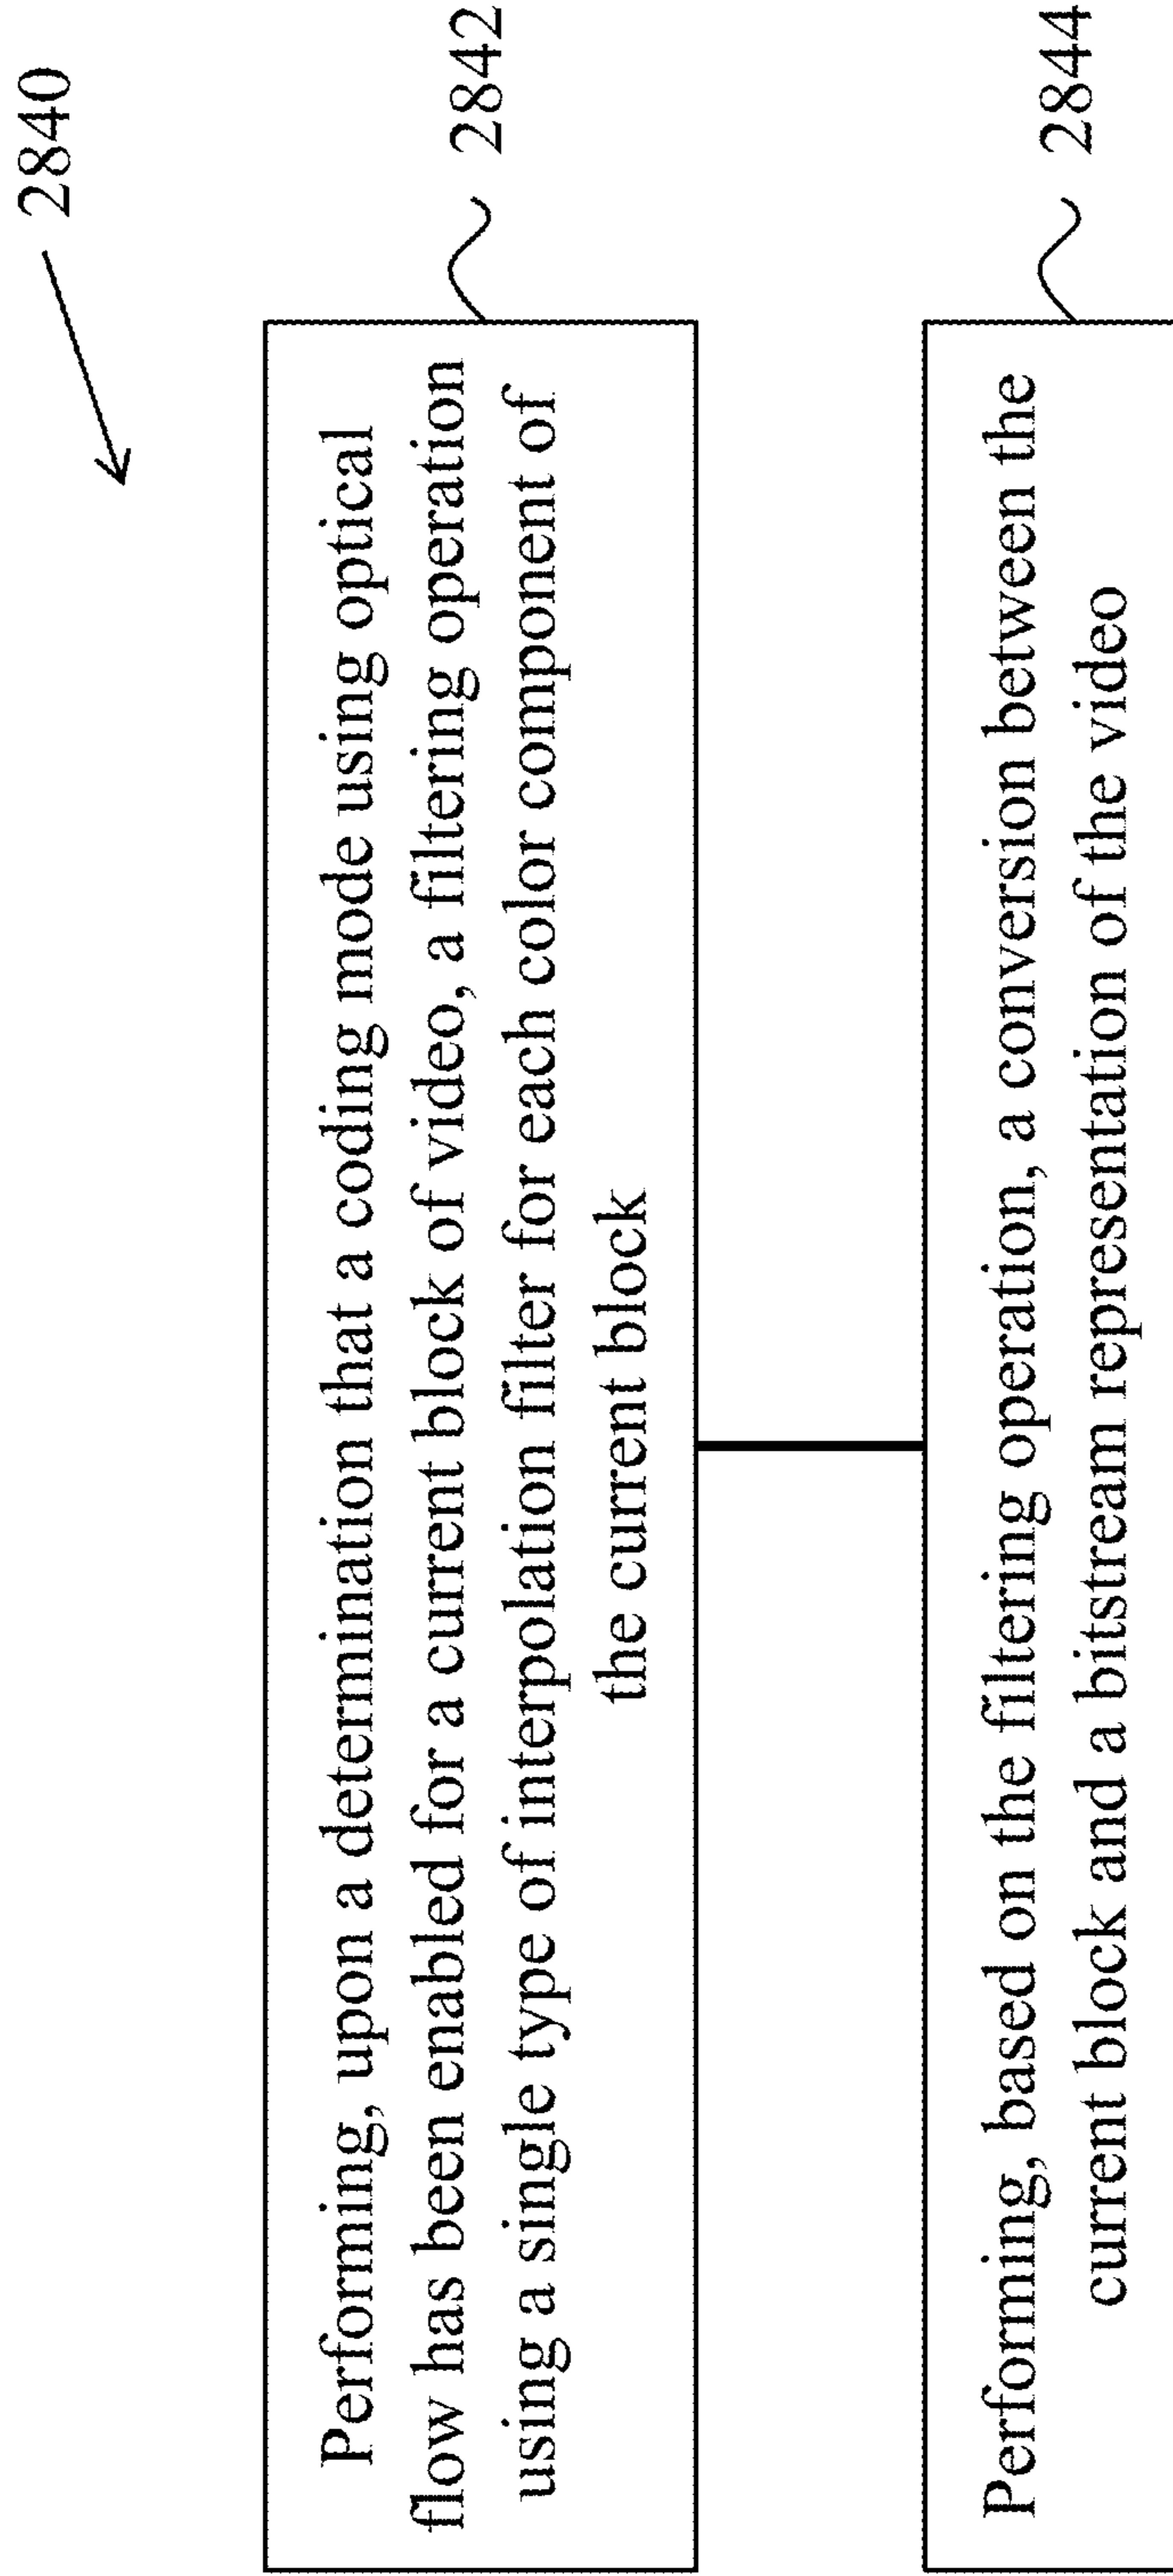 2840
Performing, upon a determination that a coding mode using optical
flow has been enabled for a current block of video, a filtering operation
using a single type of interpolation filter for each color component of
the current block
2842
Performing, based on the filtering operation, a conversion between the
current block and a bitstream representation of the video
2844